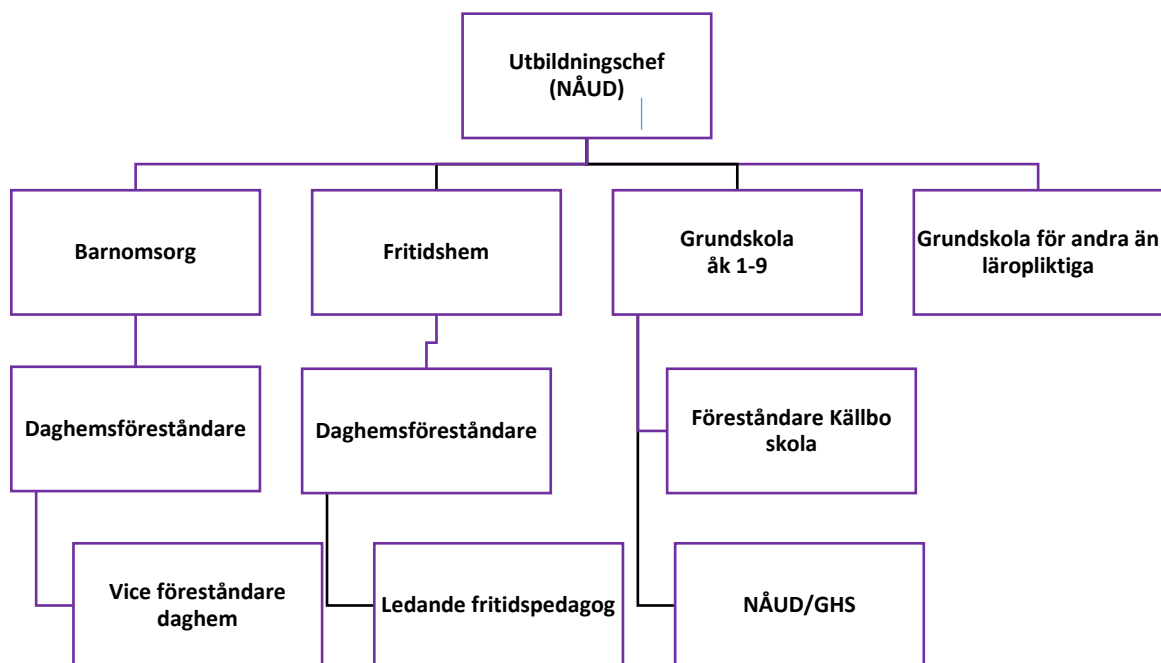 Utbildningschef
(NÅUD)
Barnomsorg
Fritidshem
Grundskola
åk 1-9
Grundskola för andra än
läropliktiga
Daghemsföreståndare
Daghemsföreståndare
Föreståndare Källbo
skola
Vice föreståndare
daghem
Ledande fritidspedagog
NÅUD/GHS